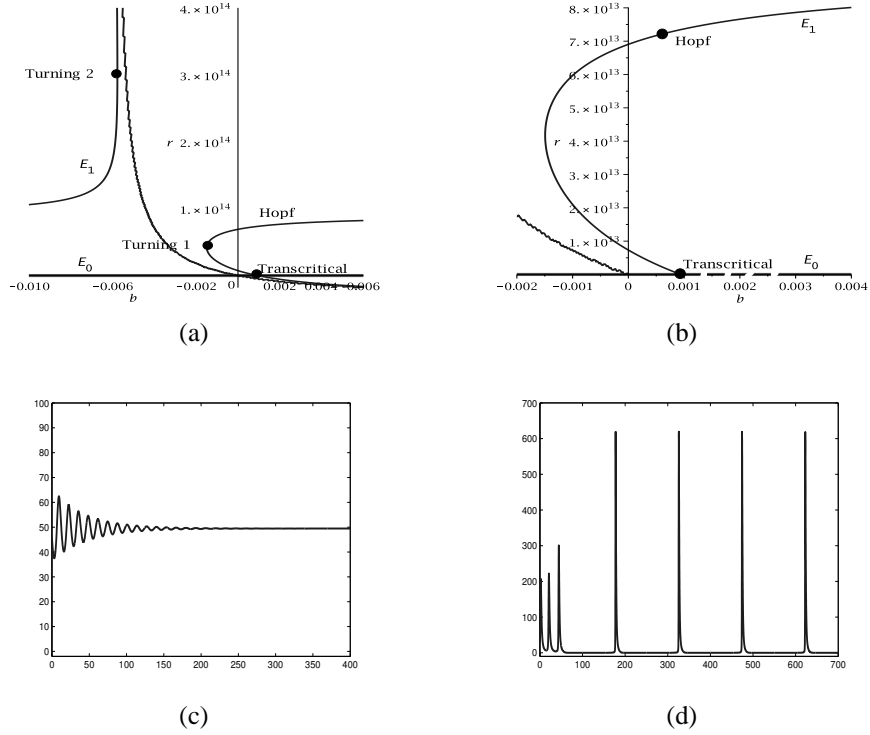 4. × 10^14
3. × 10^14
Turning 2
r 2. × 10^14
E_1
1. × 10^14
Hopf
Turning 1
E_0
Transcritical
-0.010 -0.006 -0.002 0 0.002 0.004 0.006
b
(a)
8. × 10^13
E_1
7. × 10^13
Hopf
6. × 10^13
5. × 10^13
r 4. × 10^13
3. × 10^13
2. × 10^13
1. × 10^13
Transcritical
E_0
-0.002 -0.001 0 0.001 0.002 0.003 0.004
b
(b)
100
90
80
70
60
50
40
30
20
10
0
0 50 100 150 200 250 300 350 400
(c)
700
600
500
400
300
200
100
0
0 100 200 300 400 500 600 700
(d)